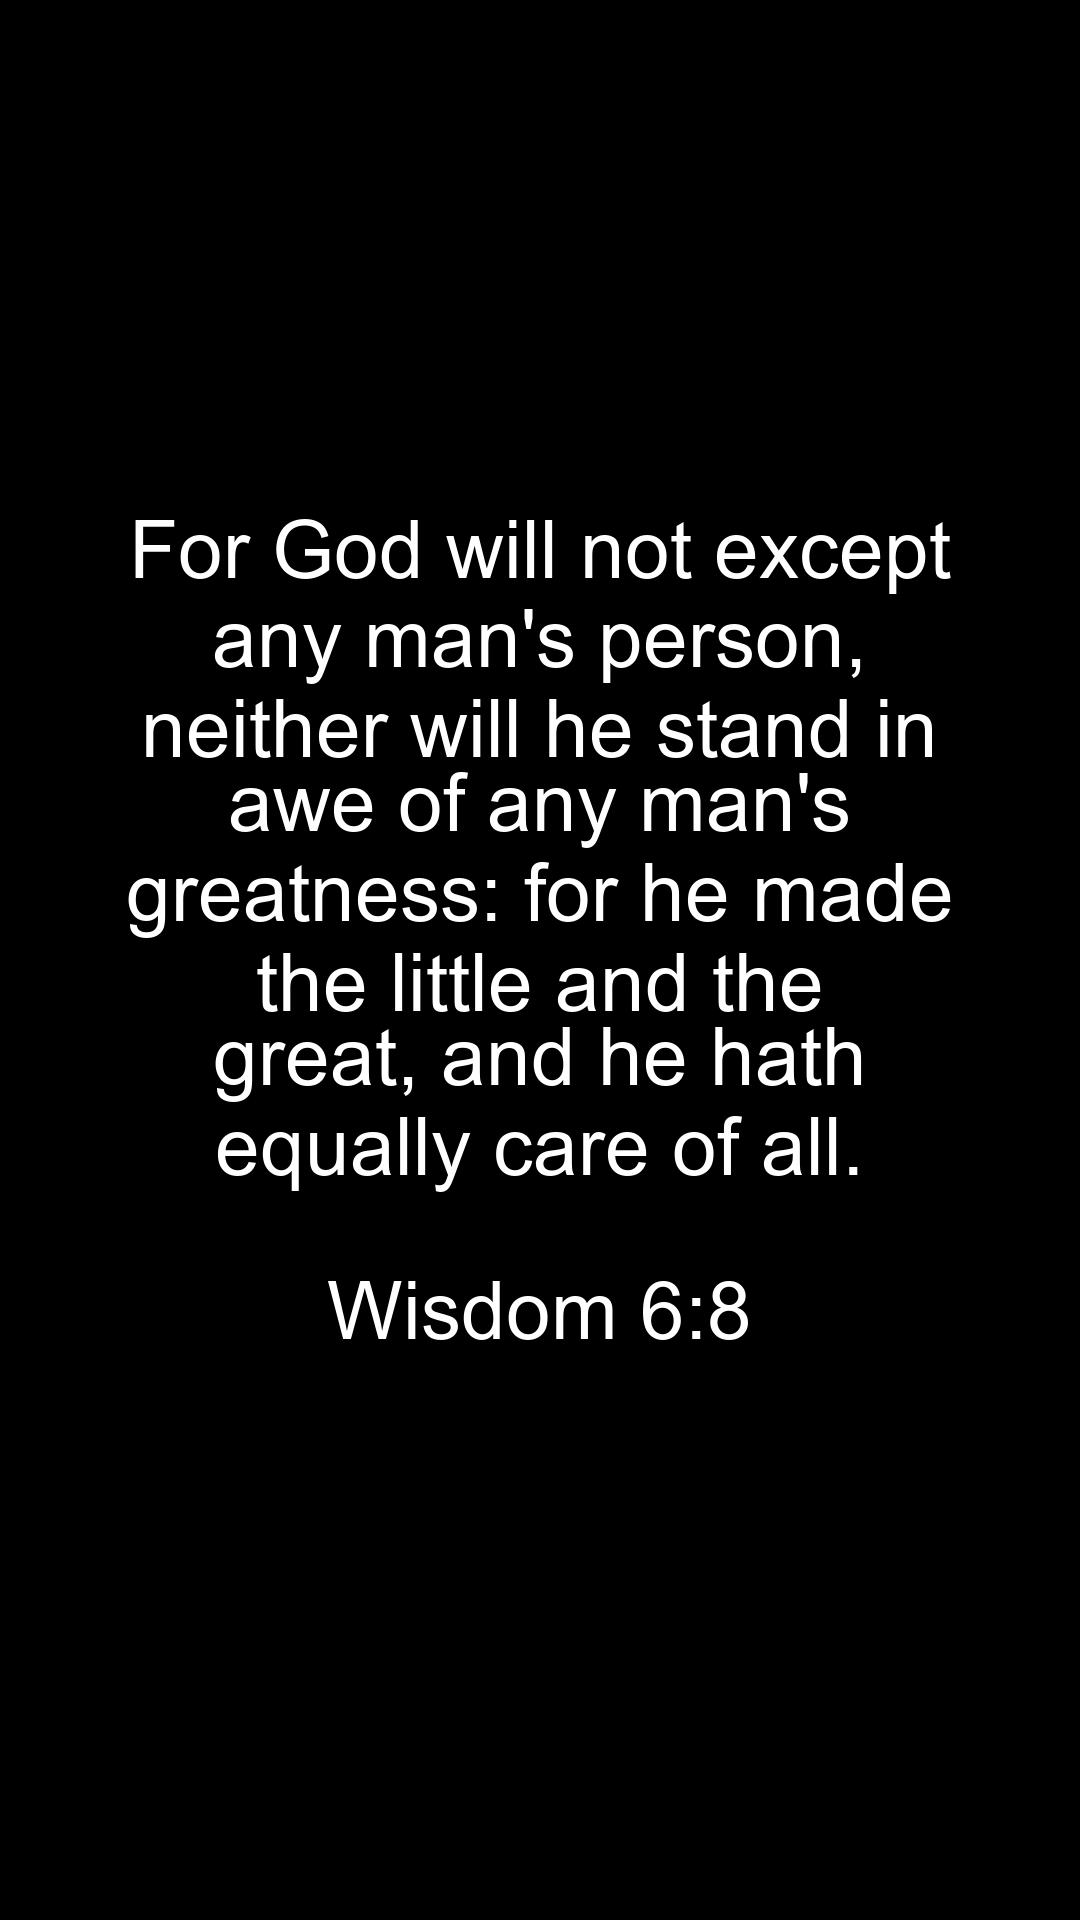 For God will not except
any man's person,
neither will he stand in
awe of any man's
greatness: for he made
the little and the
great, and he hath
equally care of all.
Wisdom 6:8